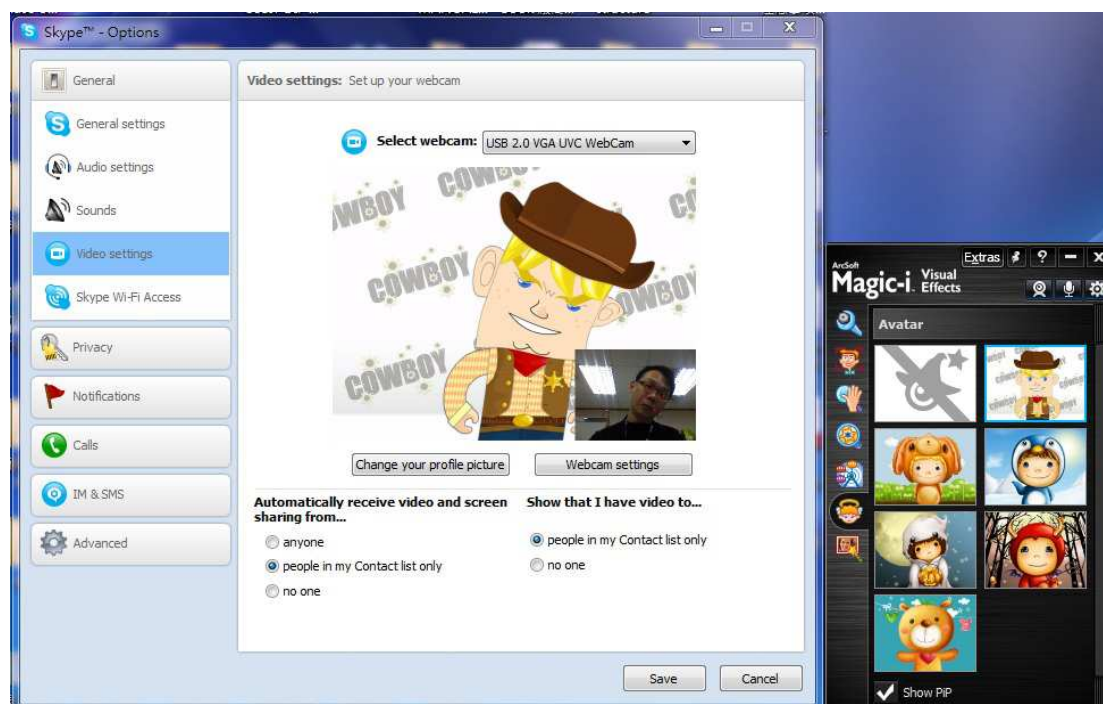 Skype™ - Options
General
General settings
Audio settings
Sounds
Video settings
Skype Wi-Fi Access
Privacy
Notifications
Calls
IM & SMS
Advanced
Video settings: Set up your webcam
Select webcam: USB 2.0 VGA UVC WebCam
COWBOY
COWBOY
COWBOY
Change your profile picture
Webcam settings
Automatically receive video and screen
sharing from...
anyone
people in my Contact list only
no one
Show that I have video to...
people in my Contact list only
no one
Save
Cancel
Extras ? 
ArcSoft
Magic-i. Visual
Effects
Avatar
Show PiP